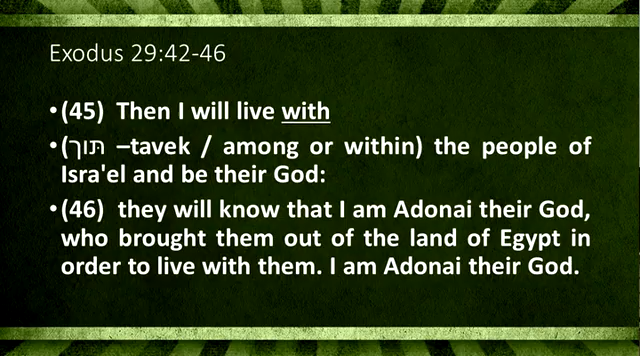 Exodus 29:42-46
•(45) Then I will live with
•(תּוֹך –tavek / among or within) the people of
Isra'el and be their God:
•(46) they will know that I am Adonai their God,
who brought them out of the land of Egypt in
order to live with them. I am Adonai their God.